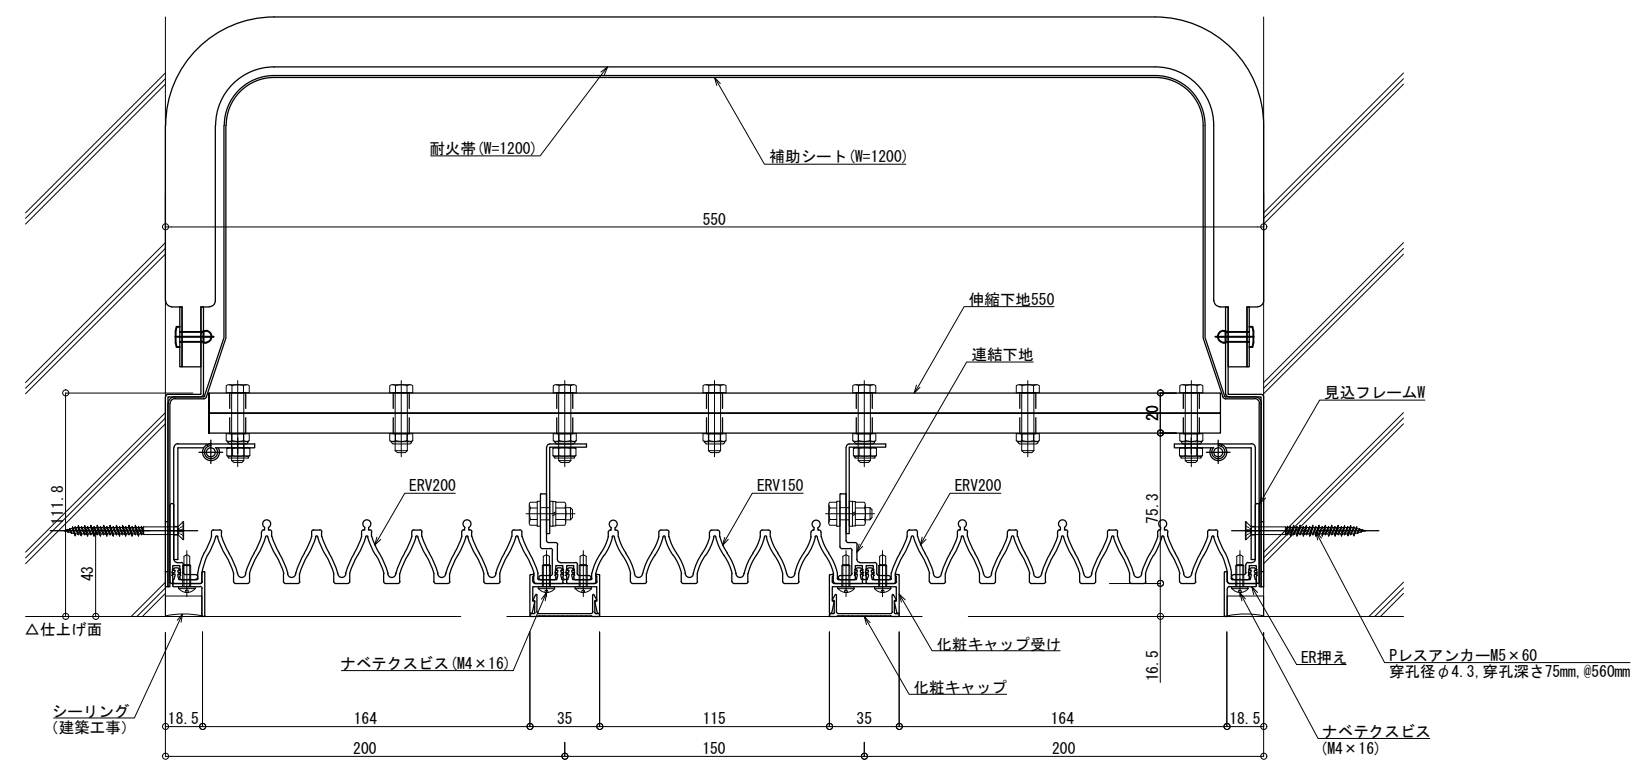 耐火帯(W=1200)
補助シート(W=1200)
550
伸縮下地550
連結下地
見込フレームW
20
111.8
ERV200
ERV150
ERV200
75.3
43
△仕上げ面
ナベテクスビス(M4×16)
化粧キャップ受け
化粧キャップ
16.5
ER押え
Pレスアンカー M5×60
穿孔径φ4.3,穿孔深さ75mm,@560mm
シーリング
(建築工事)
18.5
164
35
115
35
164
18.5
ナベテクスビス
(M4×16)
200
150
200